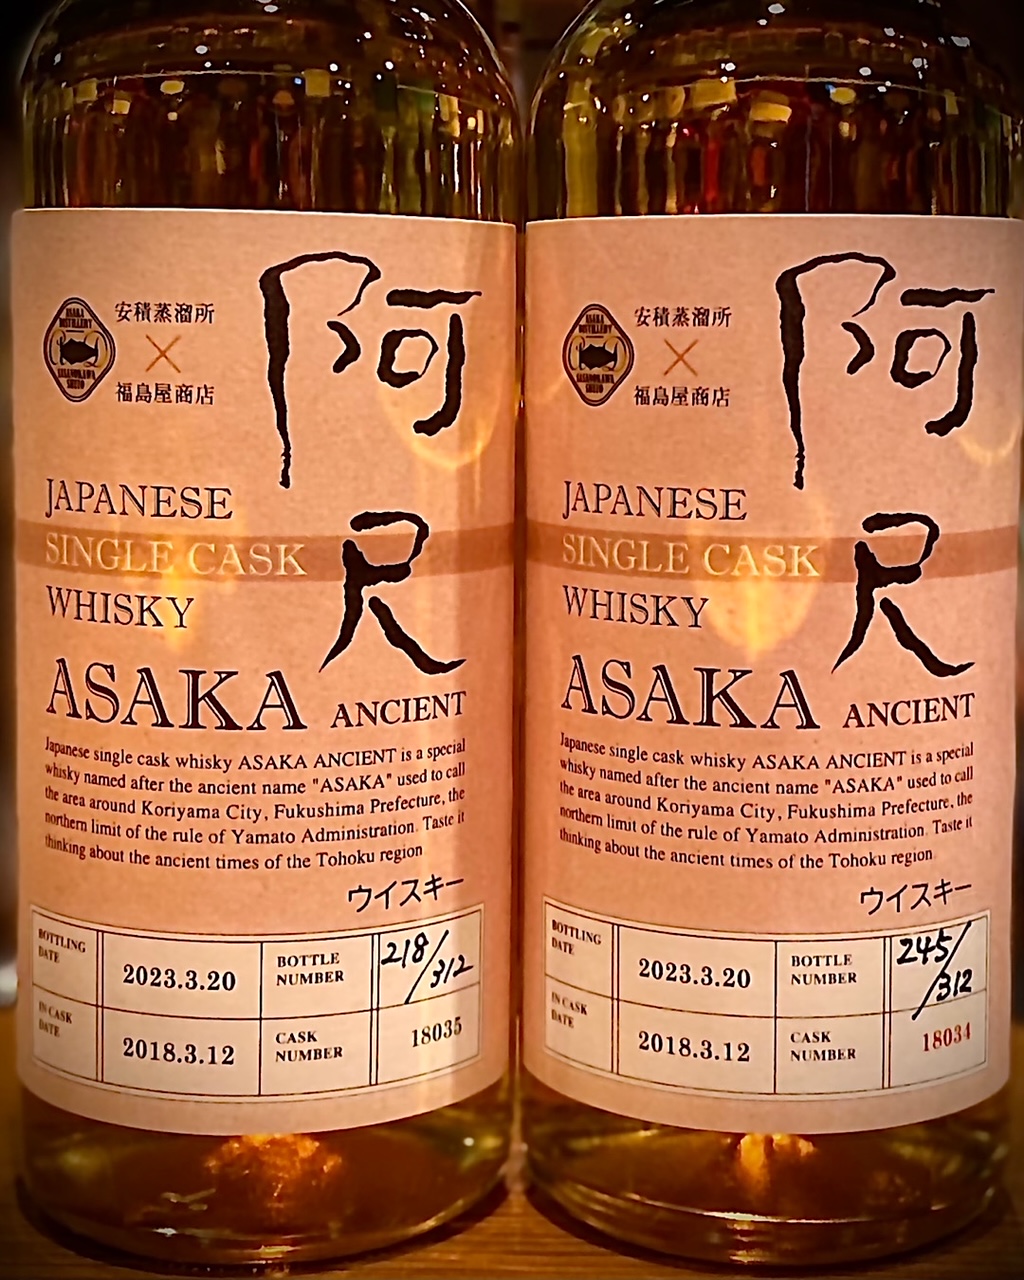 阿尺
ASAKA
DISTILLERY
SASANOKAWA
SHUZO
安積蒸溜所
×
福島屋商店
JAPANESE
SINGLE CASK
WHISKY
ASAKA ANCIENT
Japanese single cask whisky ASAKA ANCIENT is a special
whisky named after the ancient name "ASAKA" used to call
the area around Koriyama City, Fukushima Prefecture, the
northern limit of the rule of Yamato Administration. Taste it
thinking about the ancient times of the Tohoku region
ウイスキー
BOTTLING DATE 2023.3.20 BOTTLE NUMBER 218/312
IN CASK DATE 2018.3.12 CASK NUMBER 18035
阿尺
ASAKA
DISTILLERY
SASANOKAWA
SHUZO
安積蒸溜所
×
福島屋商店
JAPANESE
SINGLE CASK
WHISKY
ASAKA ANCIENT
Japanese single cask whisky ASAKA ANCIENT is a special
whisky named after the ancient name "ASAKA" used to call
the area around Koriyama City, Fukushima Prefecture, the
northern limit of the rule of Yamato Administration. Taste it
thinking about the ancient times of the Tohoku region
ウイスキー
BOTTLING DATE 2023.3.20 BOTTLE NUMBER 245/312
IN CASK DATE 2018.3.12 CASK NUMBER 18034